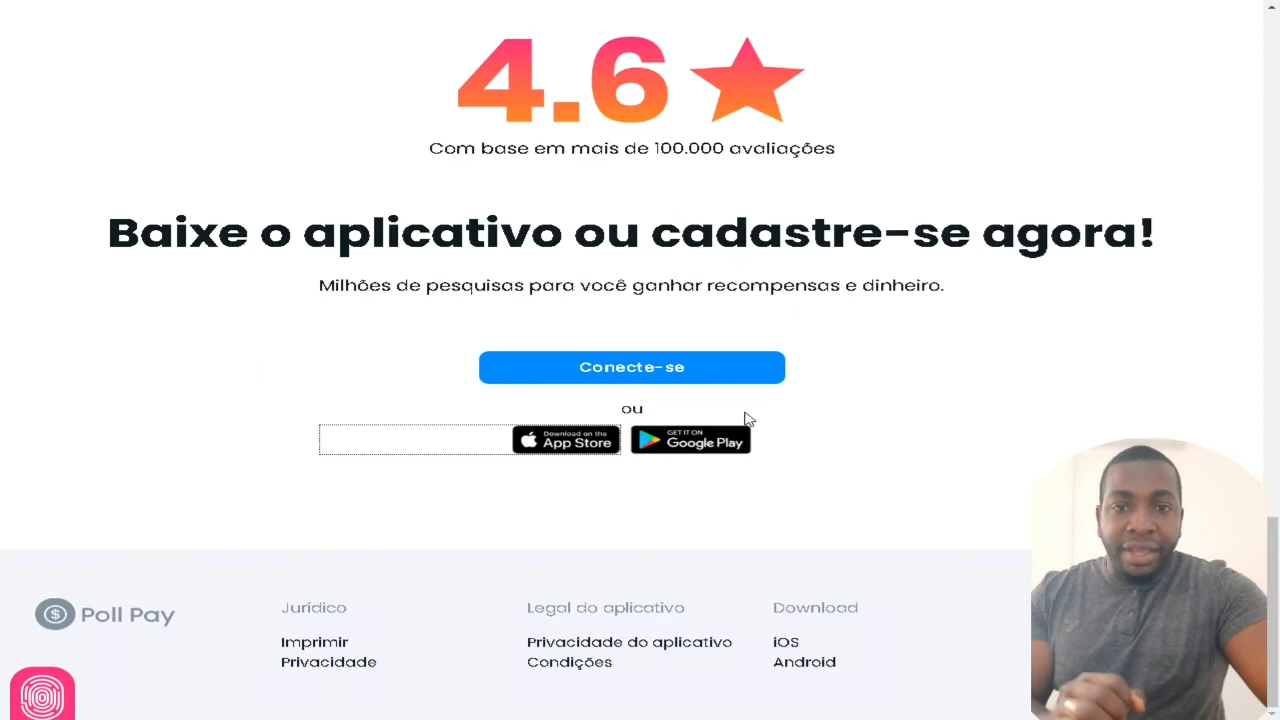 4.6
Com base em mais de 100.000 avaliações
Baixe o aplicativo ou cadastre-se agora!
Milhões de pesquisas para você ganhar recompensas e dinheiro.
Conecte-se
ou
Download on the
App Store
GET IT ON
Google Play
Poll Pay
Jurídico
Imprimir
Privacidade
Legal do aplicativo
Privacidade do aplicativo
Condições
Download
iOS
Android